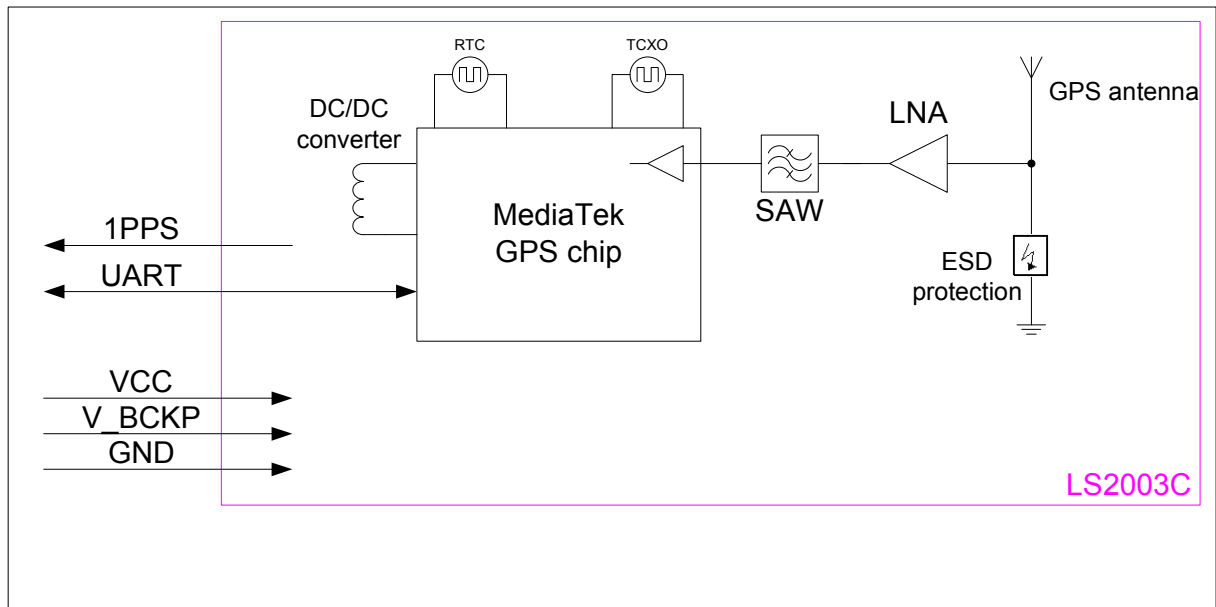 RTC
TCXO
DC/DC
converter
GPS antenna
LNA
SAW
MediaTek
GPS chip
1PPS
UART
ESD
protection
VCC
V_BCKP
GND
LS2003C